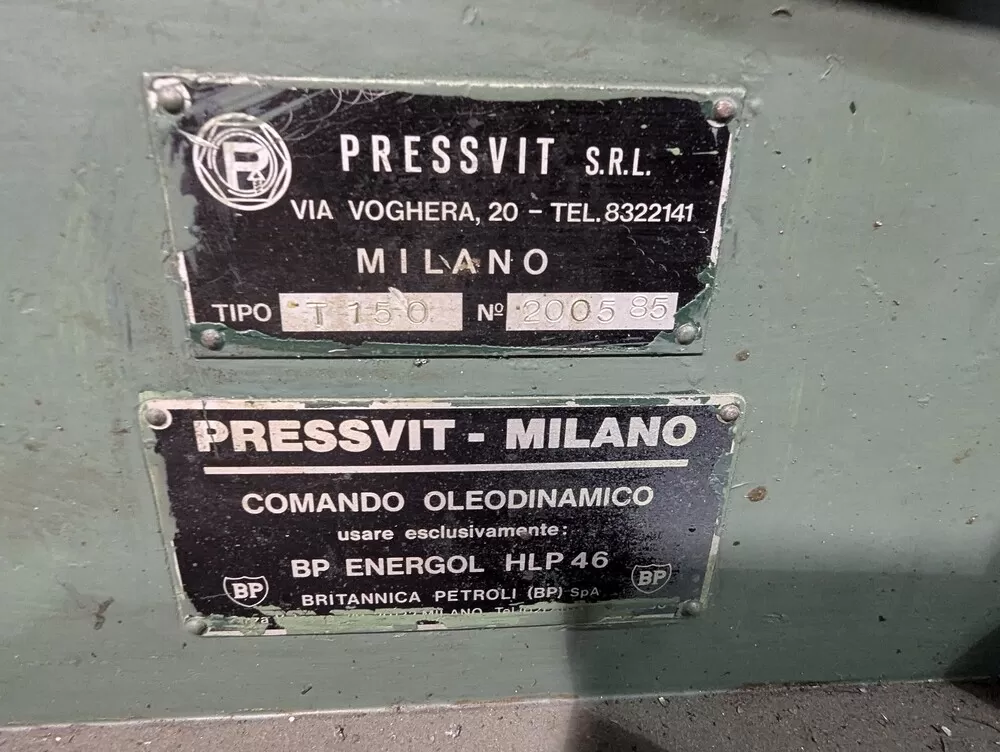 PRESSVIT S.R.L.
VIA VOGHERA, 20 - TEL. 8322141
MILANO
TIPO T 150 Nº 2005 85
PRESSVIT - MILANO
COMANDO OLEODINAMICO
usare esclusivamente:
BP ENERGOL HLP 46
BP BRITANNICA PETROLI (BP) SpA BP
MILANO